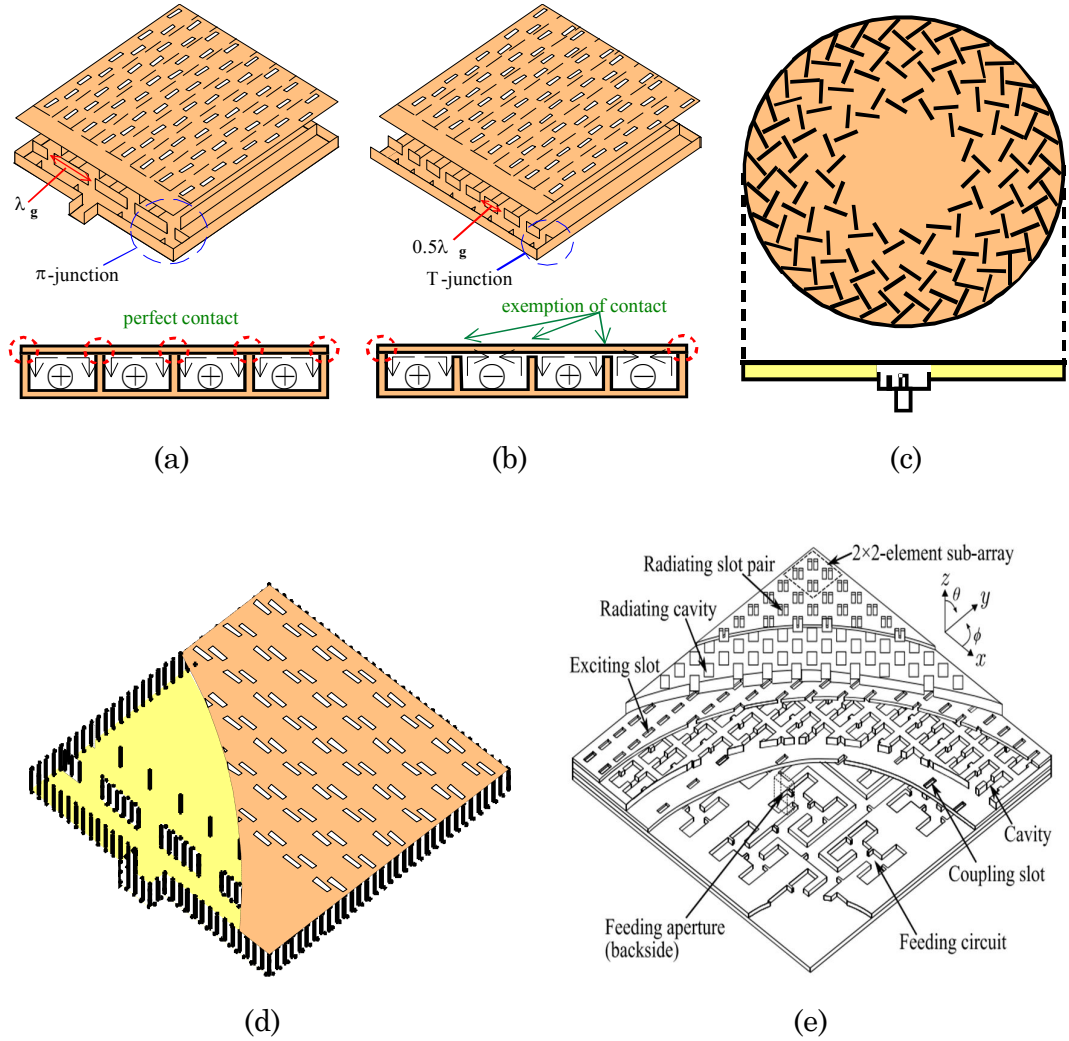 λ g
π-junction
perfect contact
(a)
0.5λ g
T-junction
exemption of contact
(b)
(c)
(d)
2×2-element sub-array
Radiating slot pair
Radiating cavity
Exciting slot
z
θ
y
ϕ
x
Cavity
Coupling slot
Feeding aperture
(backside)
Feeding circuit
(e)